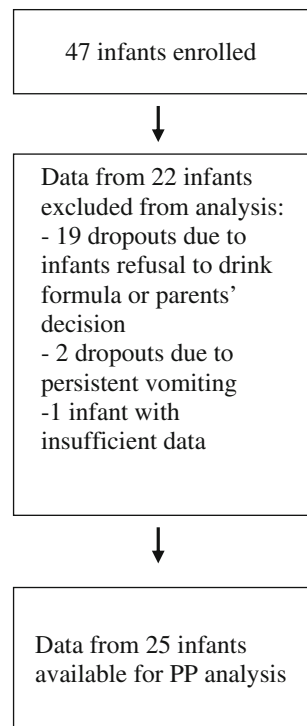 47 infants enrolled
Data from 22 infants
excluded from analysis:
- 19 dropouts due to
infants refusal to drink
formula or parents’
decision
- 2 dropouts due to
persistent vomiting
-1 infant with
insufficient data
Data from 25 infants
available for PP analysis